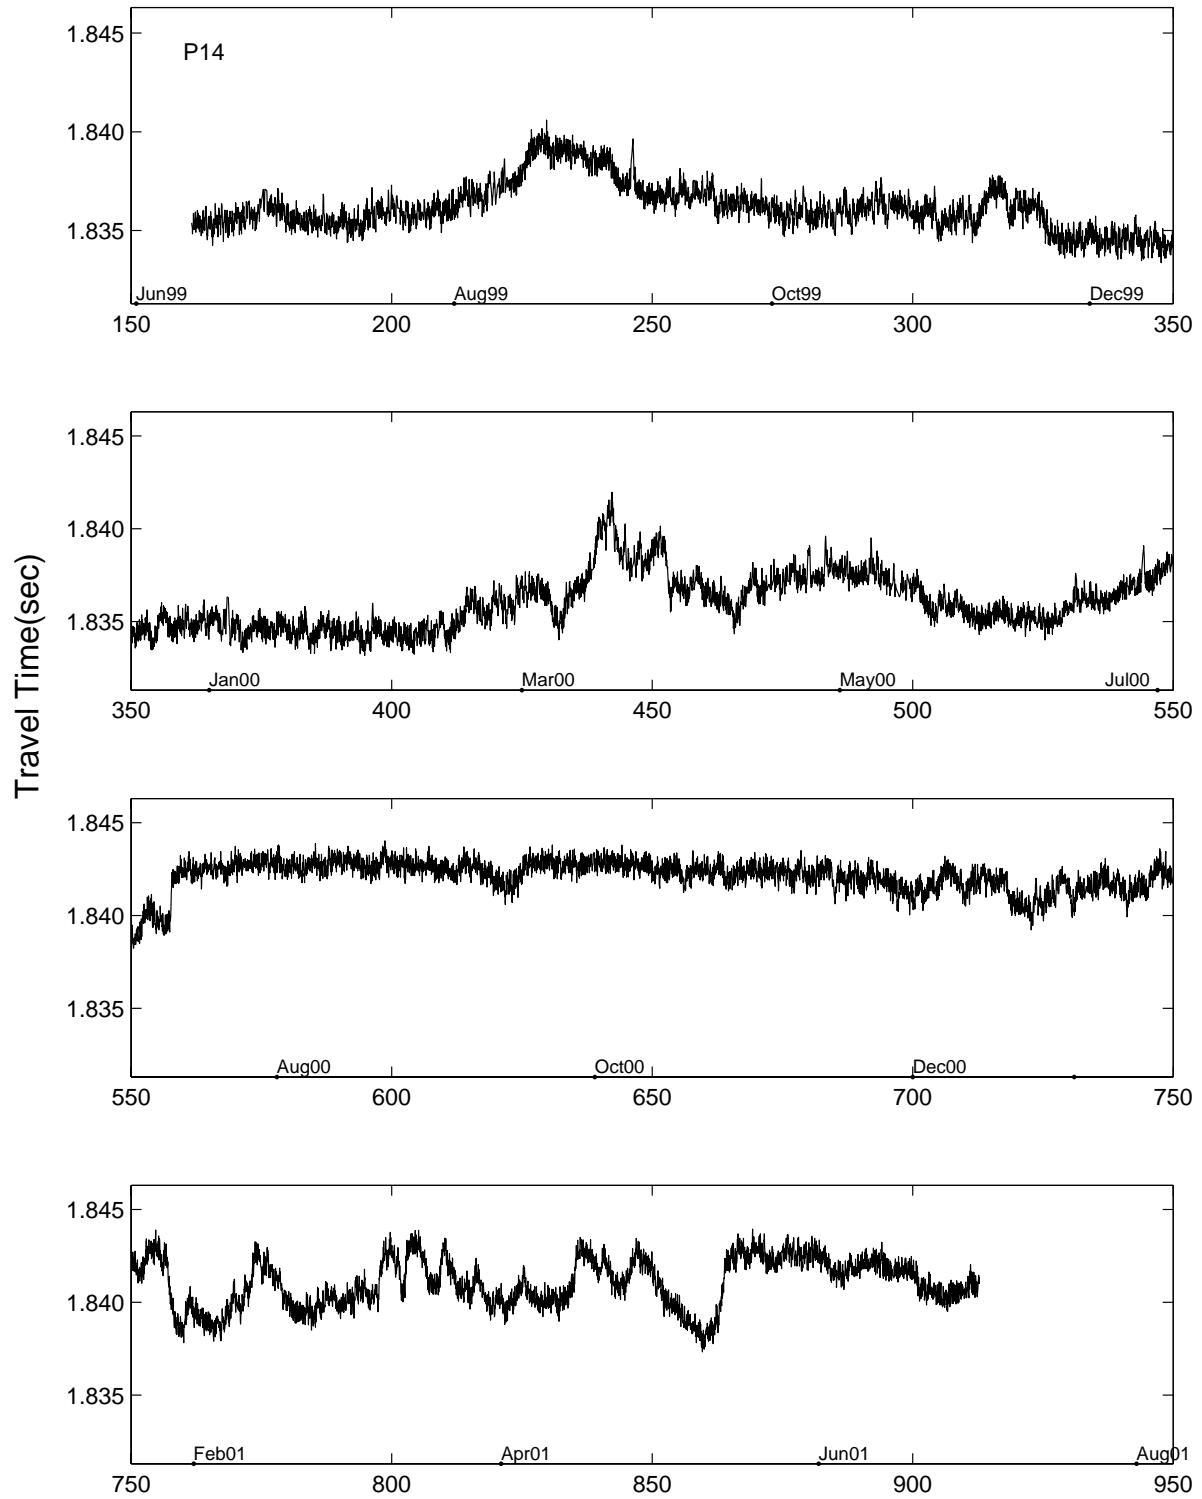 1.845
P14
1.840
1.835
Jun99 Aug99 Oct99 Dec99
150 200 250 300 350
1.845
1.840
1.835
Jan00 Mar00 May00 Jul00
350 400 450 500 550
Travel Time(sec)
1.845
1.840
1.835
Aug00 Oct00 Dec00
550 600 650 700 750
1.845
1.840
1.835
Feb01 Apr01 Jun01 Aug01
750 800 850 900 950